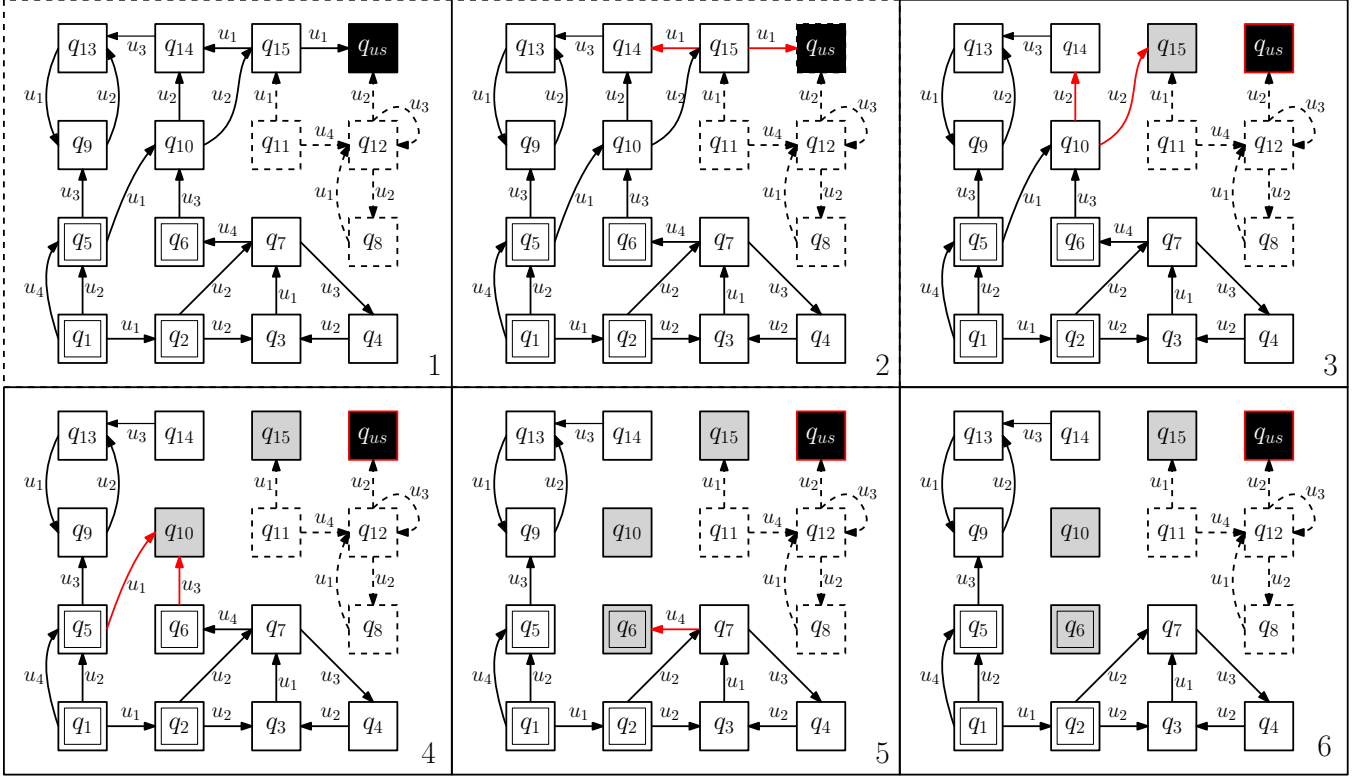 q13 u3 q14 u1 q15 u1 qus
u1 u2 u2 u2 u1 u2 u3
q9 q10 q11 u4 q12
u3 u1 u3 u1 u2
q5 q6 u4 q7 q8
u4 u2 u2 u1 u3
q1 u1 q2 u2 q3 u2 q4
1
q13 u3 q14 u1 q15 u1 qus
u1 u2 u2 u2 u1 u2 u3
q9 q10 q11 u4 q12
u3 u1 u3 u1 u2
q5 q6 u4 q7 q8
u4 u2 u2 u1 u3
q1 u1 q2 u2 q3 u2 q4
2
q13 u3 q14 q15 qus
u1 u2 u2 u2 u1 u2 u3
q9 q10 q11 u4 q12
u3 u1 u3 u1 u2
q5 q6 u4 q7 q8
u4 u2 u2 u1 u3
q1 u1 q2 u2 q3 u2 q4
3
q13 u3 q14 q15 qus
u1 u2 u1 u2 u3
q9 q10 q11 u4 q12
u3 u1 u3 u1 u2
q5 q6 u4 q7 q8
u4 u2 u2 u1 u3
q1 u1 q2 u2 q3 u2 q4
4
q13 u3 q14 q15 qus
u1 u2 u1 u2 u3
q9 q10 q11 u4 q12
u3 u1 u2
q5 q6 u4 q7 q8
u4 u2 u2 u1 u3
q1 u1 q2 u2 q3 u2 q4
5
q13 u3 q14 q15 qus
u1 u2 u1 u2 u3
q9 q10 q11 u4 q12
u3 u1 u2
q5 q6 q7 q8
u4 u2 u2 u1 u3
q1 u1 q2 u2 q3 u2 q4
6